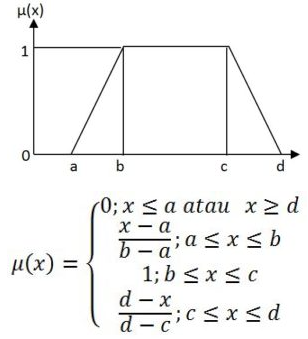 μ(x)
1
0
a b c d
μ(x) = { 0; x ≤ a atau x ≥ d
x − a / b − a ; a ≤ x ≤ b
1; b ≤ x ≤ c
d − x / d − c ; c ≤ x ≤ d